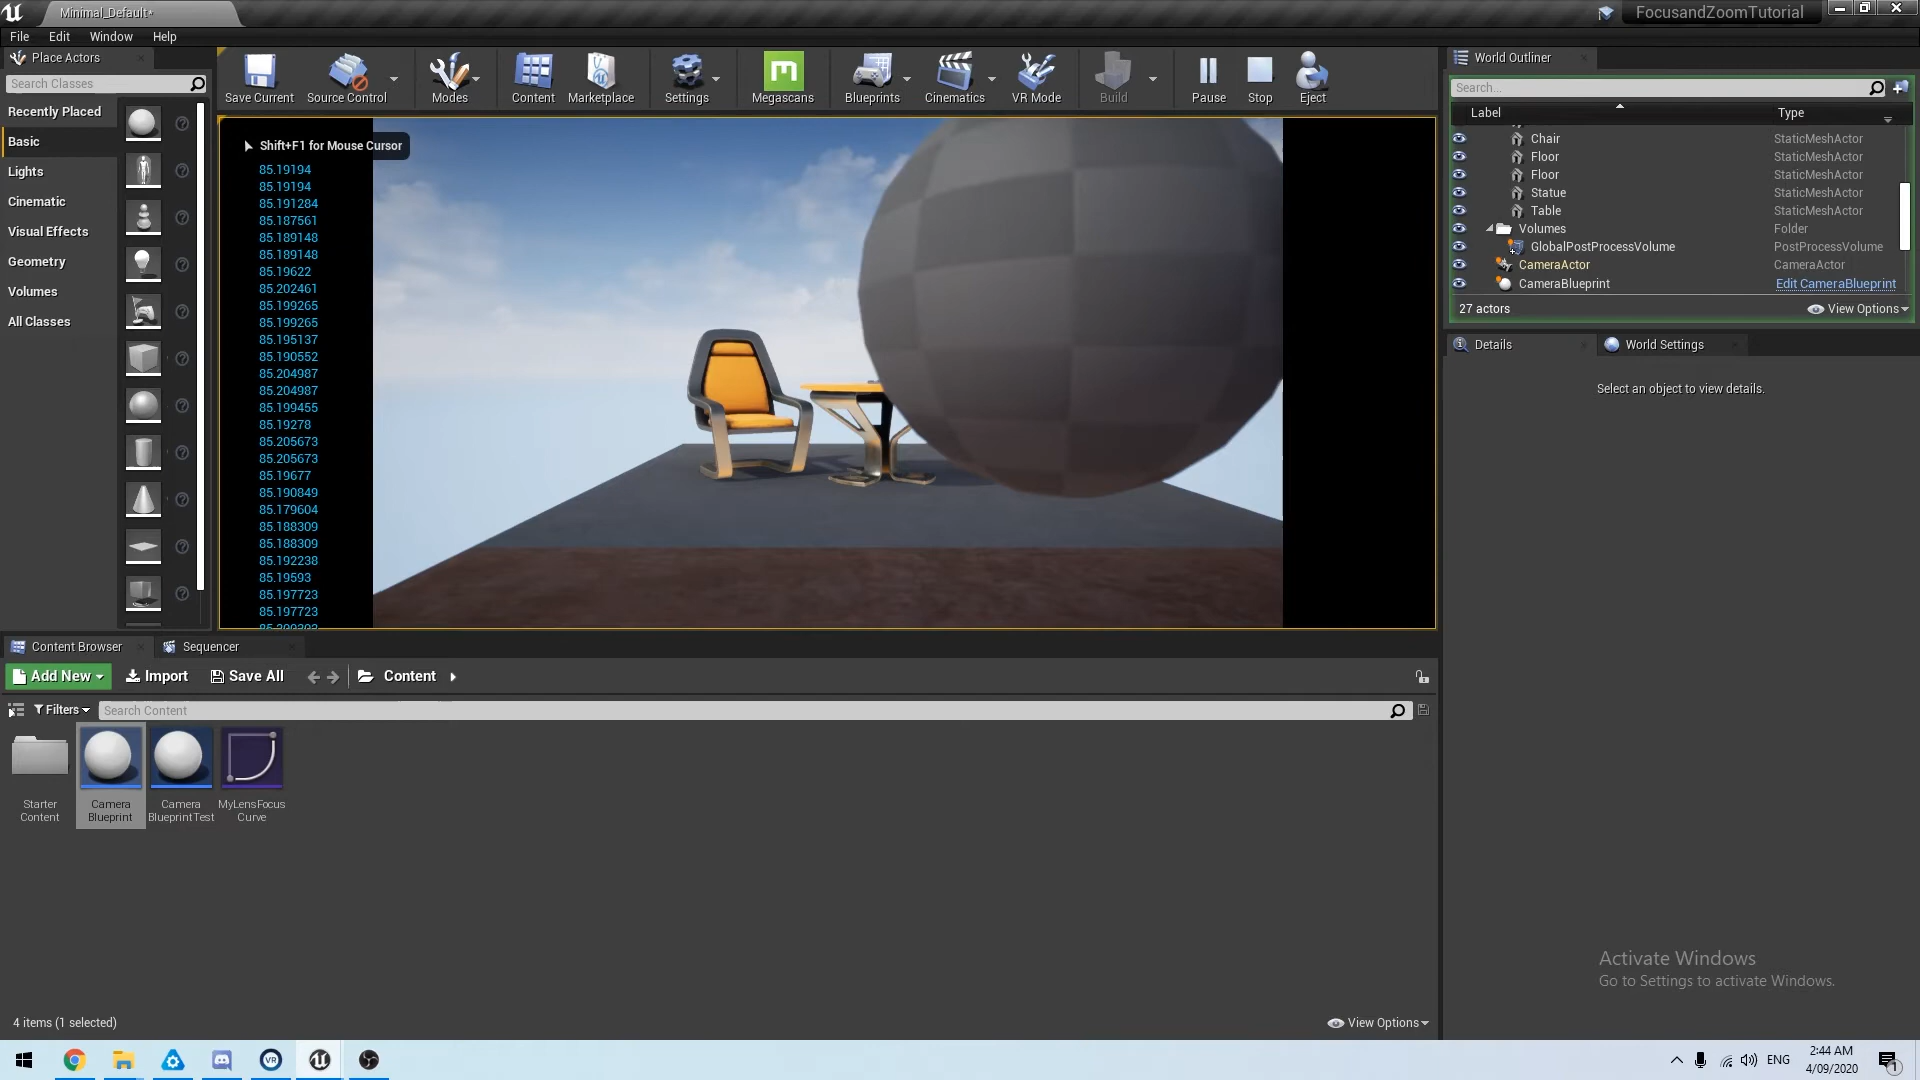 Minimal_Default*
FocusandZoomTutorial
File Edit Window Help
Place Actors
Search Classes
Recently Placed
Basic
Lights
Cinematic
Visual Effects
Geometry
Volumes
All Classes
Save Current
Source Control
Modes
Content
Marketplace
Settings
Megascans
Blueprints
Cinematics
VR Mode
Build
Pause
Stop
Eject
Shift+F1 for Mouse Cursor
85.19194
85.19194
85.191284
85.187561
85.189148
85.189148
85.19622
85.202461
85.199265
85.199265
85.195137
85.190552
85.204987
85.204987
85.199455
85.19278
85.205673
85.205673
85.19677
85.190849
85.179604
85.188309
85.188309
85.192238
85.19593
85.197723
85.197723
World Outliner
Search...
Label Type
Chair StaticMeshActor
Floor StaticMeshActor
Floor StaticMeshActor
Statue StaticMeshActor
Table StaticMeshActor
Volumes Folder
GlobalPostProcessVolume PostProcessVolume
CameraActor CameraActor
CameraBlueprint Edit CameraBlueprint
27 actors View Options
Details
World Settings
Select an object to view details.
Content Browser
Sequencer
Add New Import Save All Content
Filters Search Content
Starter
Content
Camera
Blueprint
Camera
BlueprintTest
MyLensFocus
Curve
4 items (1 selected)
View Options
Activate Windows
Go to Settings to activate Windows.
VR
ENG
2:44 AM
4/09/2020
1